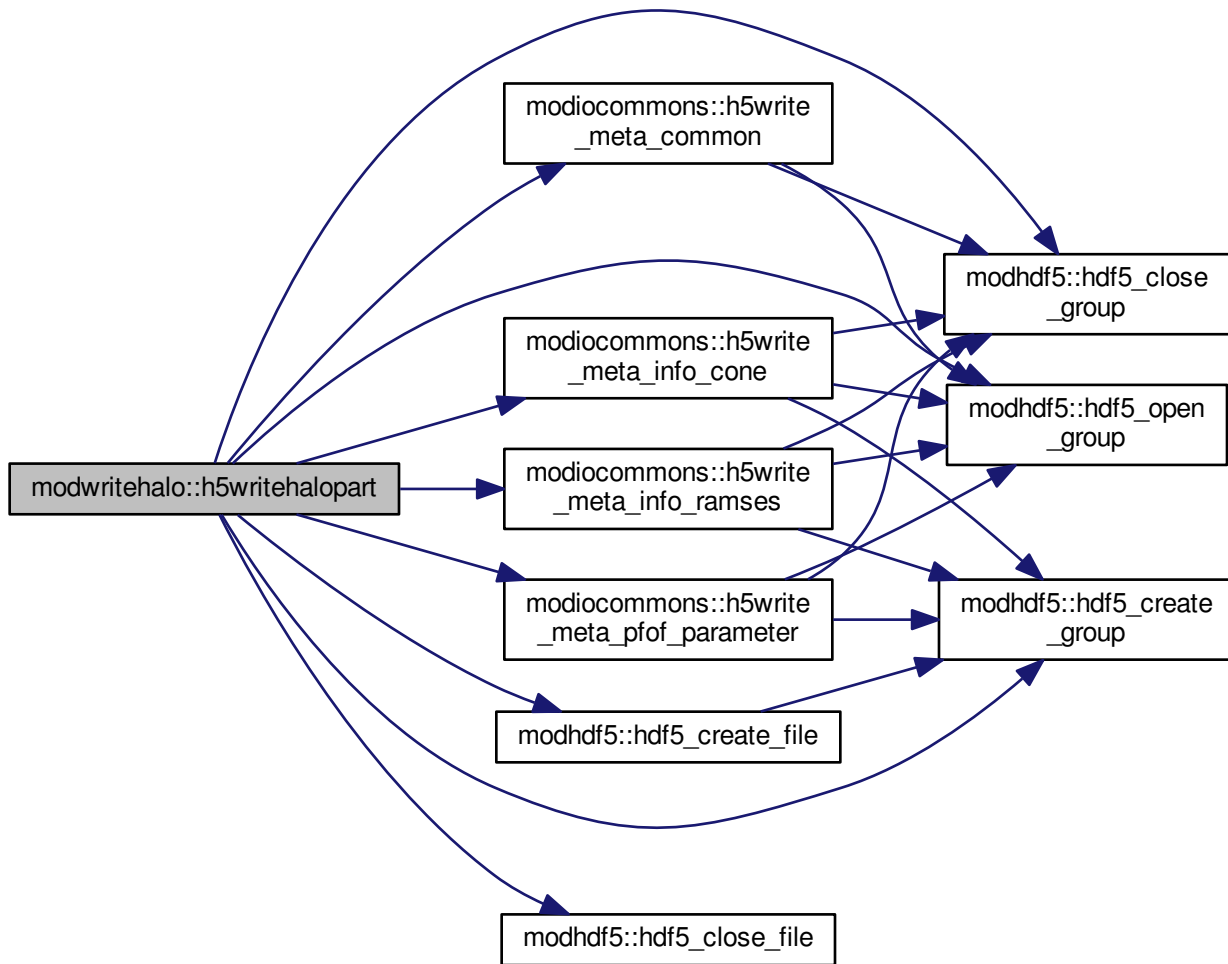 modwritehalo::h5writehalopart
modiocommons::h5write
_meta_common
modiocommons::h5write
_meta_info_cone
modiocommons::h5write
_meta_info_ramses
modiocommons::h5write
_meta_pfof_parameter
modhdf5::hdf5_create_file
modhdf5::hdf5_close_file
modhdf5::hdf5_close
_group
modhdf5::hdf5_open
_group
modhdf5::hdf5_create
_group